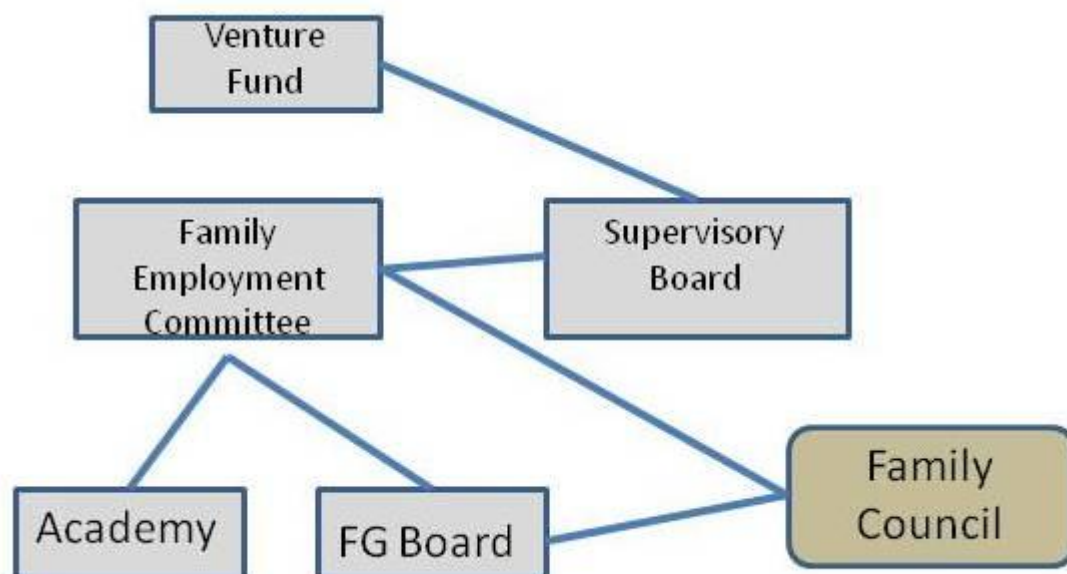 Venture
Fund
Family
Employment
Committee
Supervisory
Board
Academy
FG Board
Family
Council